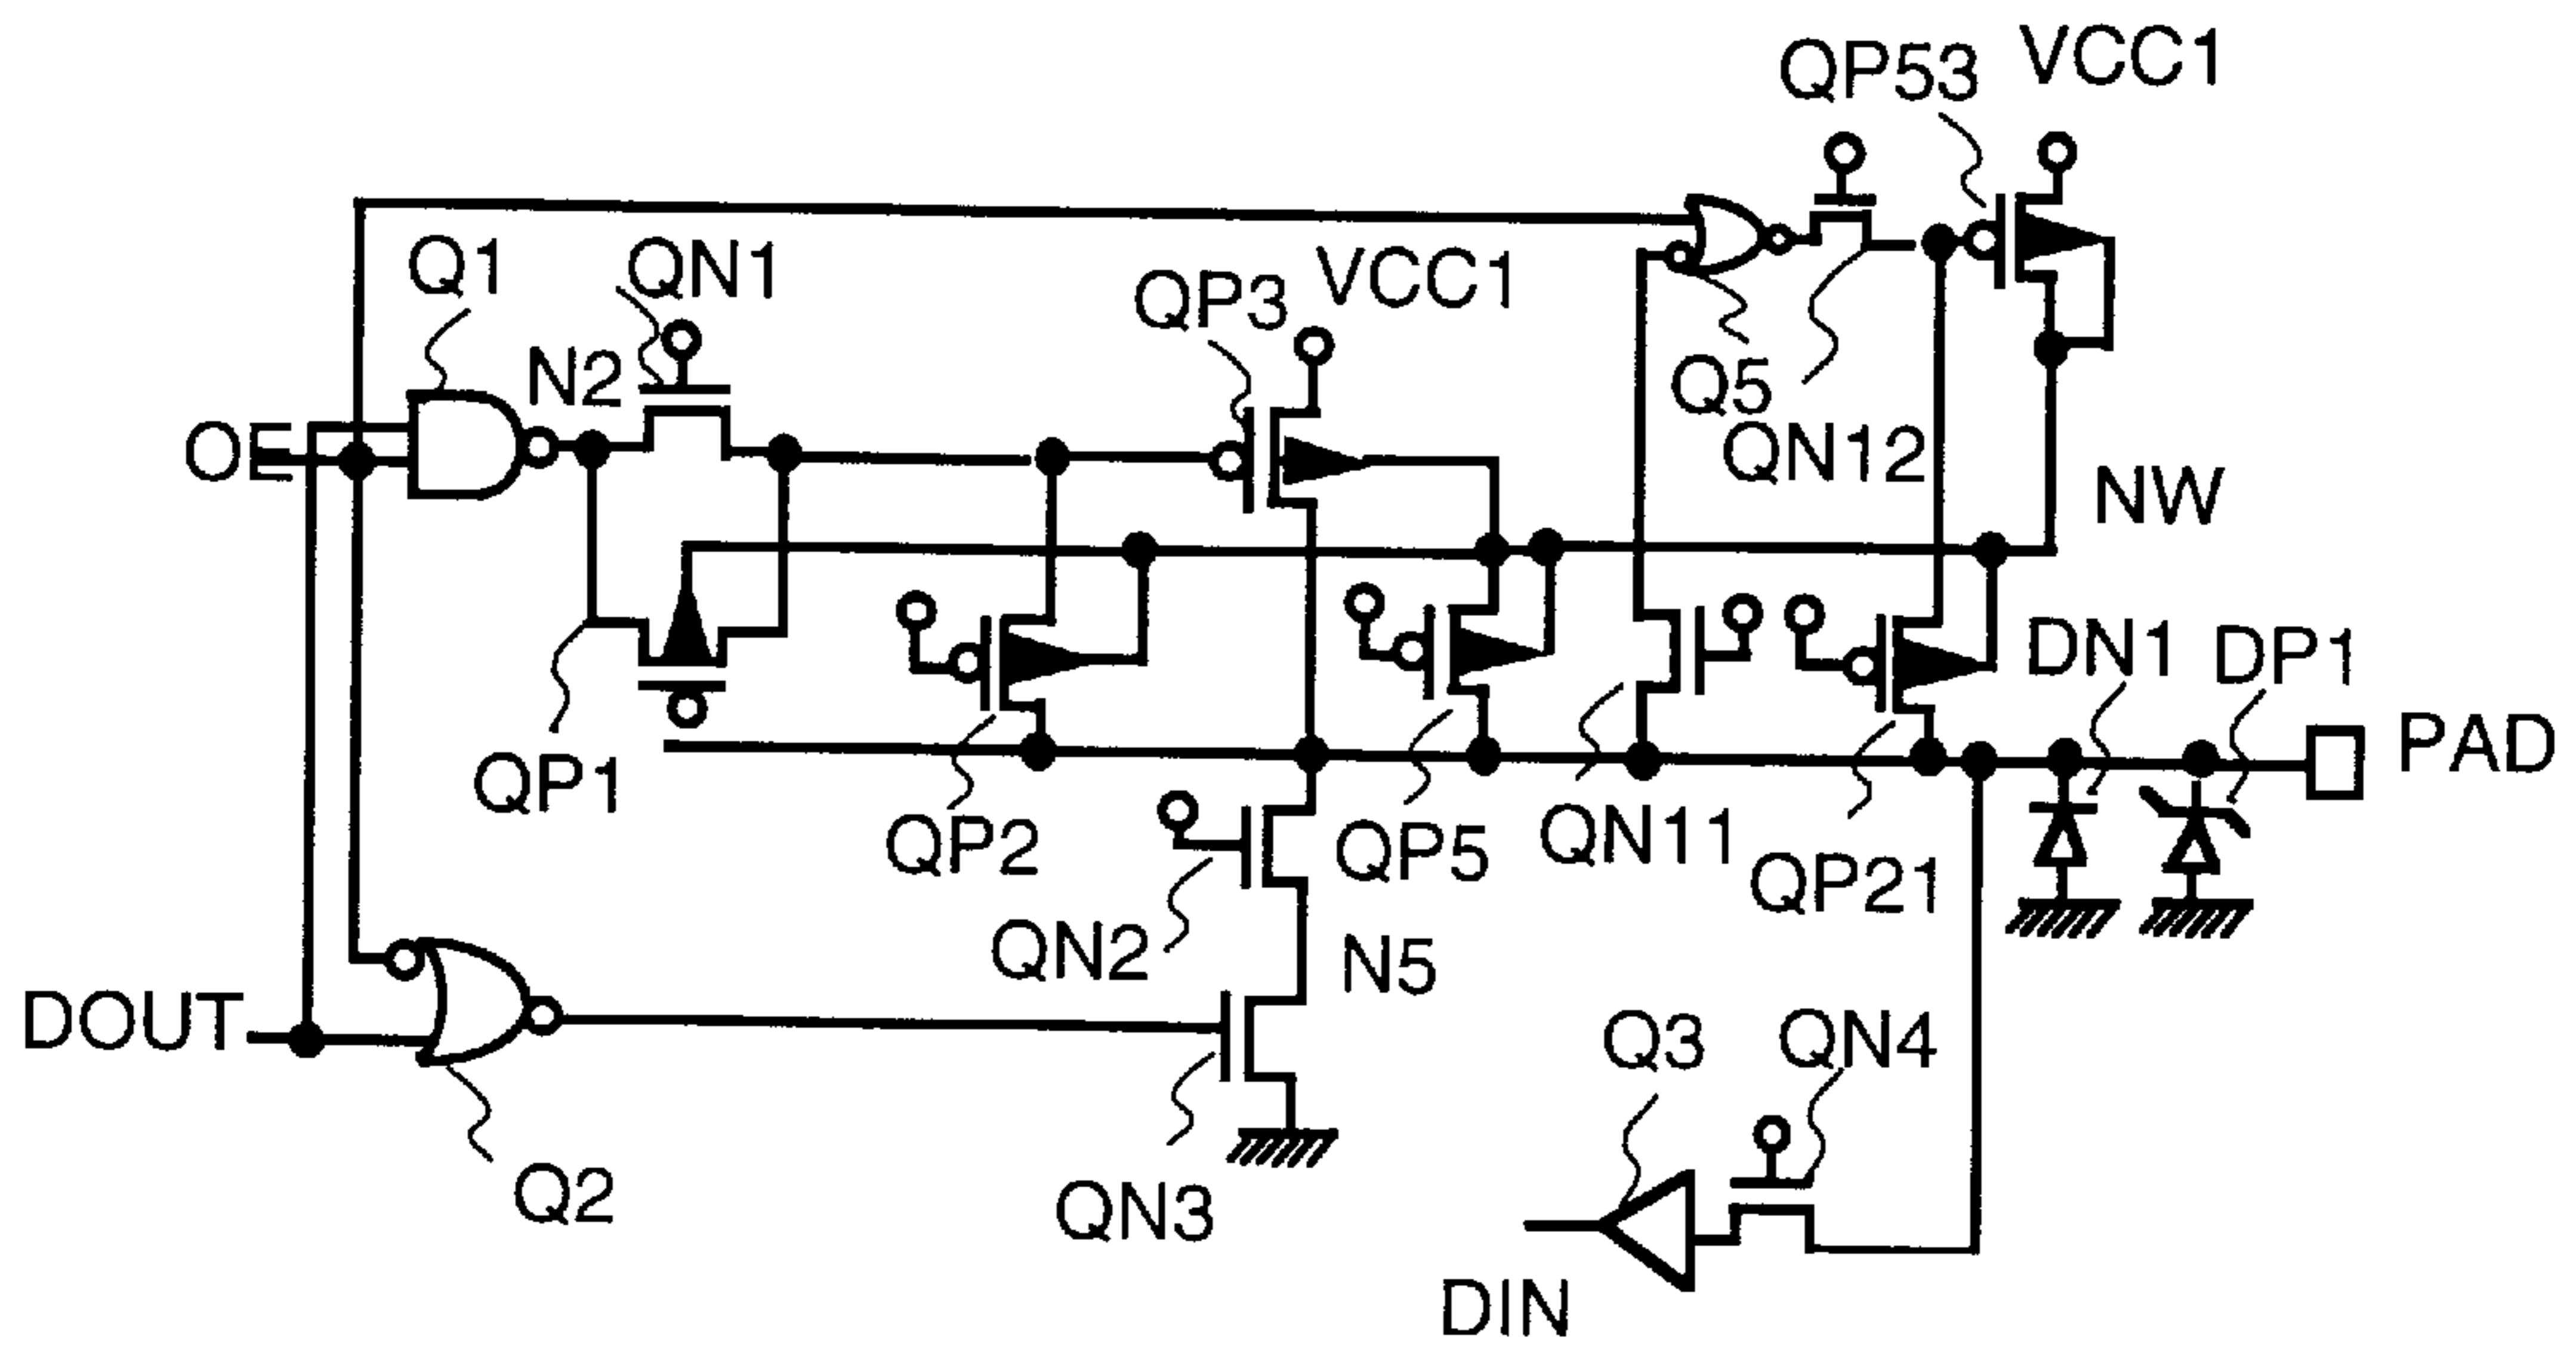 QP53
VCC1
Q1
QN1
QP3
VCC1
N2
Q5
OE
QN12
NW
DN1
DP1
PAD
QP1
QP2
QP5
QN11
QP21
QN2
N5
DOUT
Q3
QN4
Q2
QN3
DIN